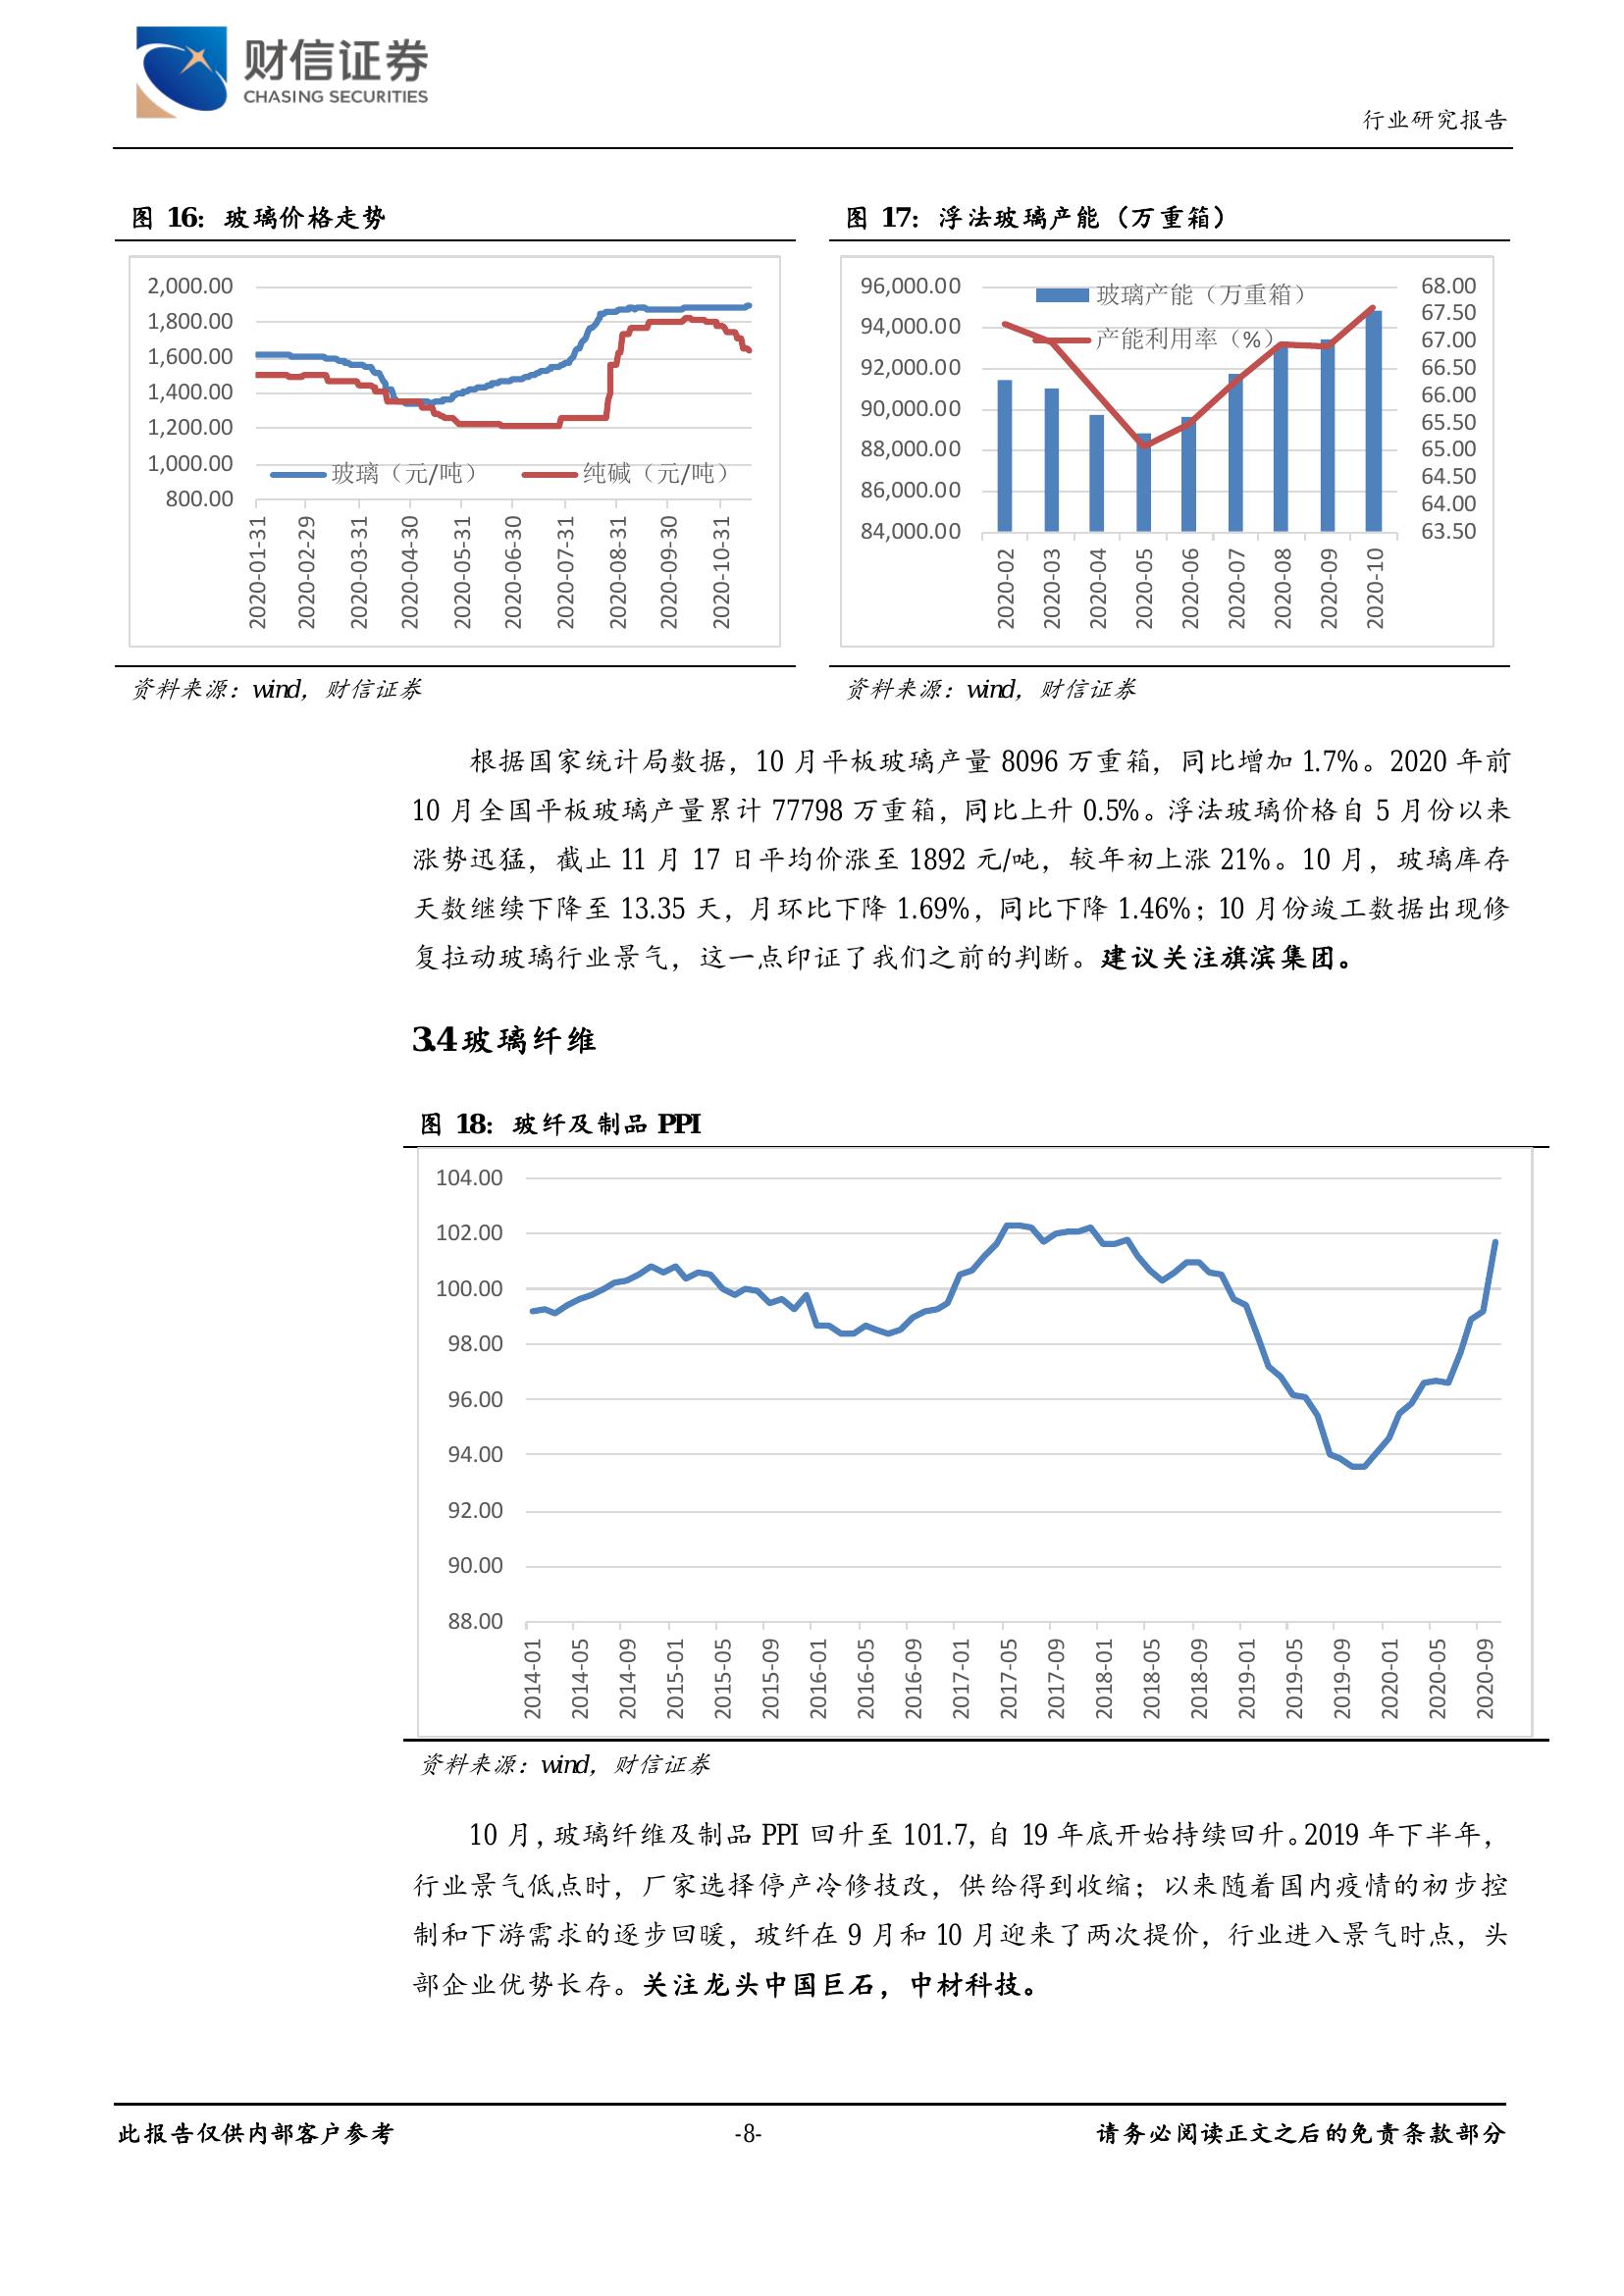 财信证券
CHASING SECURITIES
行业研究报告
图 16：玻璃价格走势
2,000.00
1,800.00
1,600.00
1,400.00
1,200.00
1,000.00
800.00
玻璃（元/吨）
纯碱（元/吨）
2020-01-31
2020-02-29
2020-03-31
2020-04-30
2020-05-31
2020-06-30
2020-07-31
2020-08-31
2020-09-30
2020-10-31
资料来源：wind，财信证券
图 17：浮法玻璃产能（万重箱）
96,000.00
94,000.00
92,000.00
90,000.00
88,000.00
86,000.00
84,000.00
玻璃产能（万重箱）
产能利用率（%）
68.00
67.50
67.00
66.50
66.00
65.50
65.00
64.50
64.00
63.50
2020-02
2020-03
2020-04
2020-05
2020-06
2020-07
2020-08
2020-09
2020-10
资料来源：wind，财信证券
根据国家统计局数据，10 月平板玻璃产量 8096 万重箱，同比增加 1.7%。2020 年前
10 月全国平板玻璃产量累计 77798 万重箱，同比上升 0.5%。浮法玻璃价格自 5 月份以来
涨势迅猛，截止 11 月 17 日平均价涨至 1892 元/吨，较年初上涨 21%。10 月，玻璃库存
天数继续下降至 13.35 天，月环比下降 1.69%，同比下降 1.46%；10 月份竣工数据出现修
复拉动玻璃行业景气，这一点印证了我们之前的判断。建议关注旗滨集团。
3.4 玻璃纤维
图 18：玻纤及制品 PPI
104.00
102.00
100.00
98.00
96.00
94.00
92.00
90.00
88.00
2014-01
2014-05
2014-09
2015-01
2015-05
2015-09
2016-01
2016-05
2016-09
2017-01
2017-05
2017-09
2018-01
2018-05
2018-09
2019-01
2019-05
2019-09
2020-01
2020-05
2020-09
资料来源：wind，财信证券
10 月，玻璃纤维及制品 PPI 回升至 101.7，自 19 年底开始持续回升。2019 年下半年，
行业景气低点时，厂家选择停产冷修技改，供给得到收缩；以来随着国内疫情的初步控
制和下游需求的逐步回暖，玻纤在 9 月和 10 月迎来了两次提价，行业进入景气时点，头
部企业优势长存。关注龙头中国巨石，中材科技。
此报告仅供内部客户参考
-8-
请务必阅读正文之后的免责条款部分